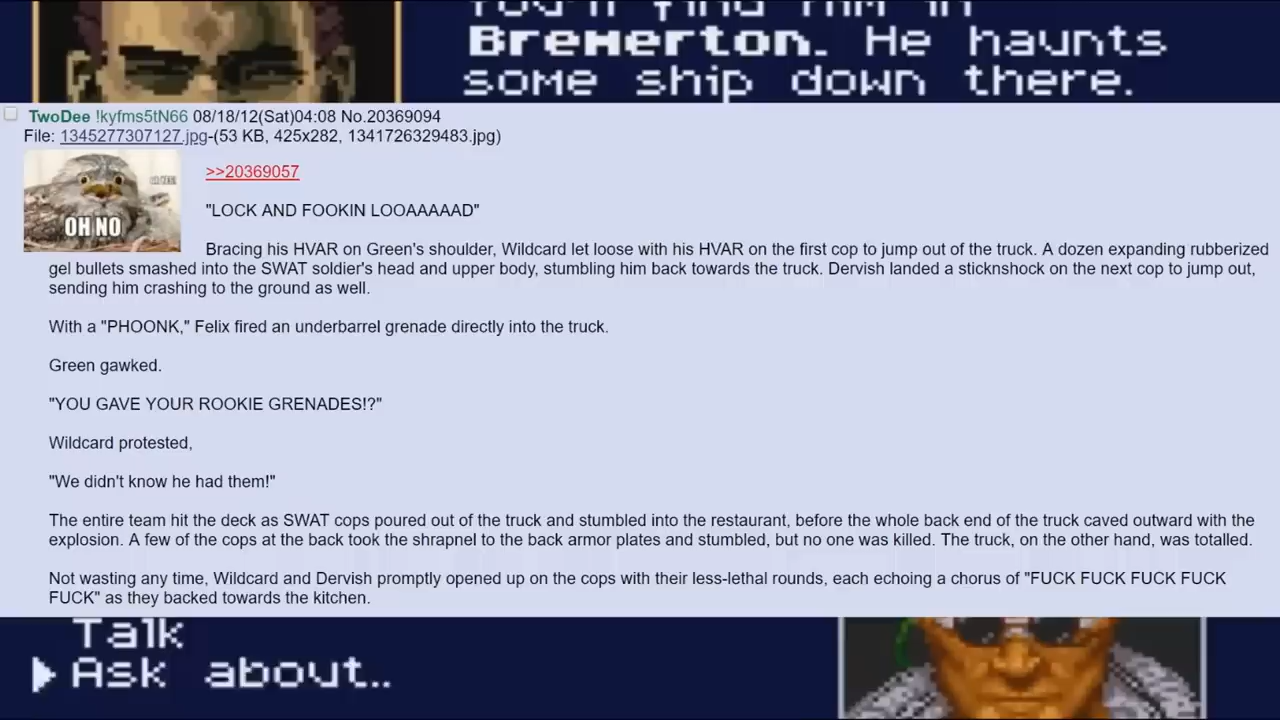 You'll find him in
Bremerton. He haunts
some ship down there.
TwoDee !kyfms5tN66 08/18/12(Sat)04:08 No.20369094
File: 1345277307127.jpg-(53 KB, 425x282, 1341726329483.jpg)
OH NO
>>20369057
"LOCK AND FOOKIN LOOAAAAAD"
Bracing his HVAR on Green's shoulder, Wildcard let loose with his HVAR on the first cop to jump out of the truck. A dozen expanding rubberized
gel bullets smashed into the SWAT soldier's head and upper body, stumbling him back towards the truck. Dervish landed a sticknshock on the next cop to jump out,
sending him crashing to the ground as well.
With a "PHOONK," Felix fired an underbarrel grenade directly into the truck.
Green gawked.
"YOU GAVE YOUR ROOKIE GRENADES!?"
Wildcard protested,
"We didn't know he had them!"
The entire team hit the deck as SWAT cops poured out of the truck and stumbled into the restaurant, before the whole back end of the truck caved outward with the
explosion. A few of the cops at the back took the shrapnel to the back armor plates and stumbled, but no one was killed. The truck, on the other hand, was totalled.
Not wasting any time, Wildcard and Dervish promptly opened up on the cops with their less-lethal rounds, each echoing a chorus of "FUCK FUCK FUCK FUCK
FUCK" as they backed towards the kitchen.
Talk
Ask about..